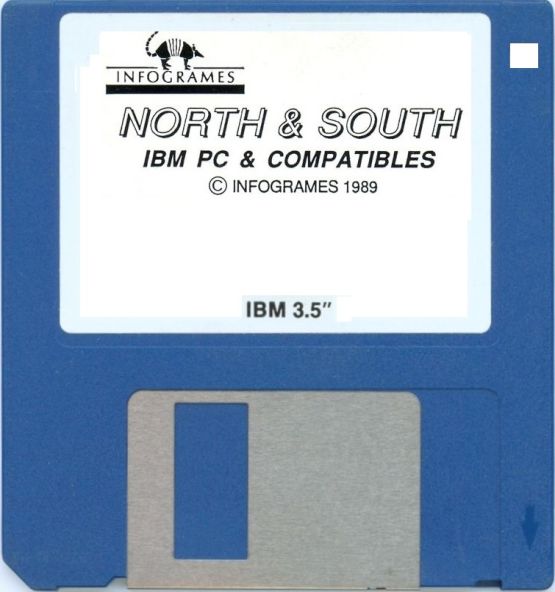 INFOGRAMES
NORTH & SOUTH
IBM PC & COMPATIBLES
© INFOGRAMES 1989
IBM 3.5"